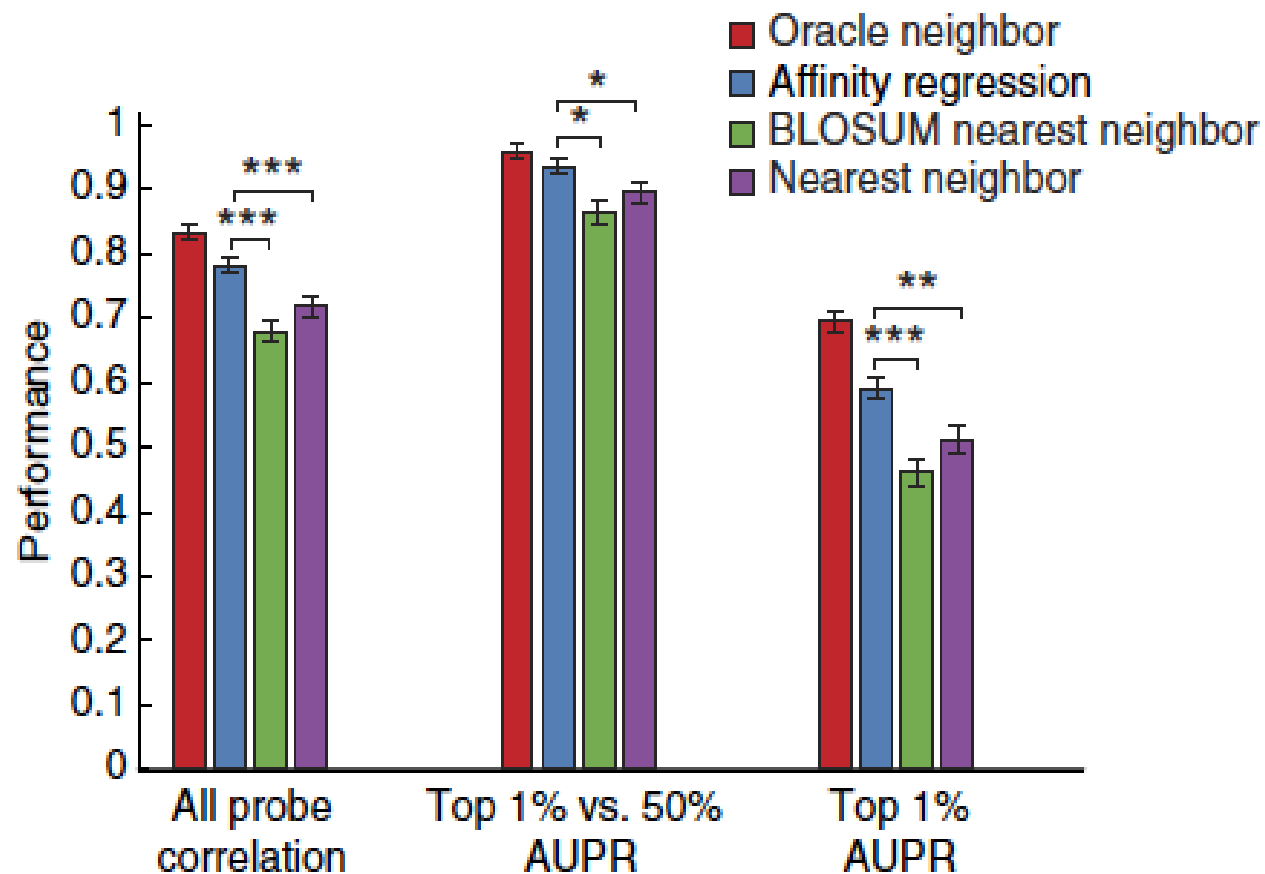 Oracle neighbor
Affinity regression
BLOSUM nearest neighbor
Nearest neighbor
Performance
1
0.9
0.8
0.7
0.6
0.5
0.4
0.3
0.2
0.1
0
***
***
*
*
**
***
All probe
correlation
Top 1% vs. 50%
AUPR
Top 1%
AUPR